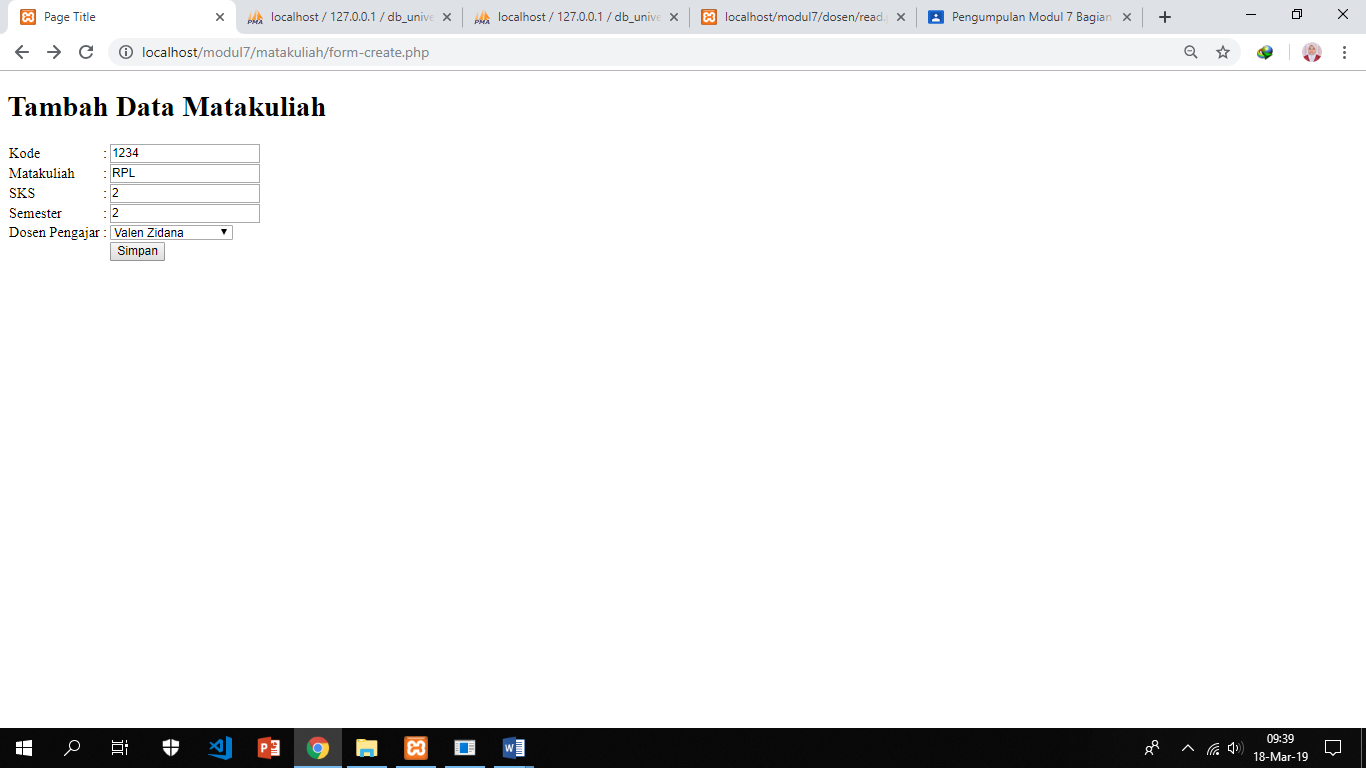 Page Title
localhost / 127.0.0.1 / db_unive
localhost / 127.0.0.1 / db_unive
localhost/modul7/dosen/read.
Pengumpulan Modul 7 Bagian
localhost/modul7/matakuliah/form-create.php
Tambah Data Matakuliah
Kode : 1234
Matakuliah : RPL
SKS : 2
Semester : 2
Dosen Pengajar : Valen Zidana
Simpan
09:39
18-Mar-19